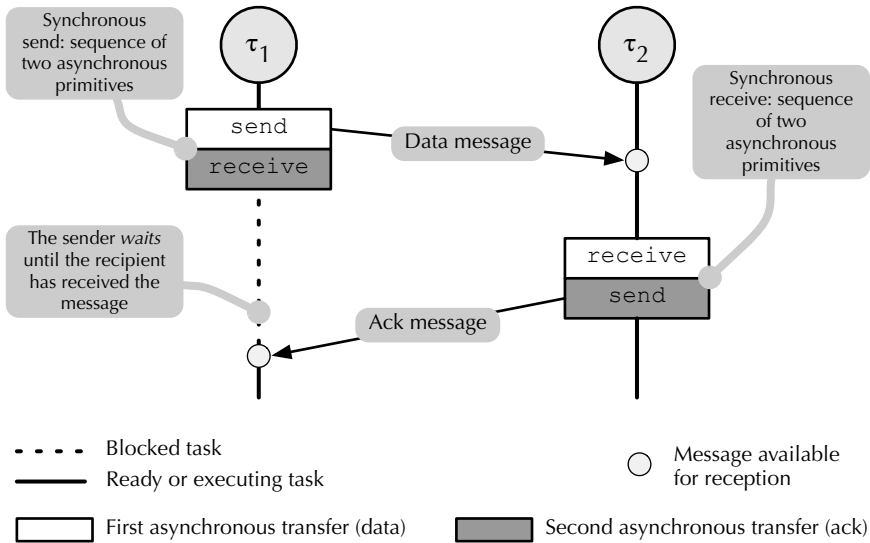 Synchronous
send: sequence of
two asynchronous
primitives
τ1
τ2
Synchronous
receive: sequence
of two
asynchronous
primitives
send
receive
Data message
The sender waits
until the recipient
has received the
message
receive
send
Ack message
Blocked task
Ready or executing task
Message available
for reception
First asynchronous transfer (data)
Second asynchronous transfer (ack)